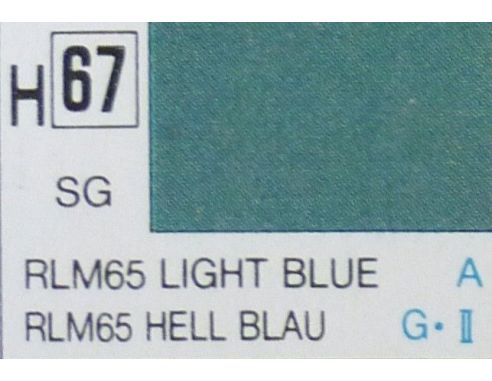 H 67
SG
RLM65 LIGHT BLUE A
RLM65 HELL BLAU G・Ⅱ